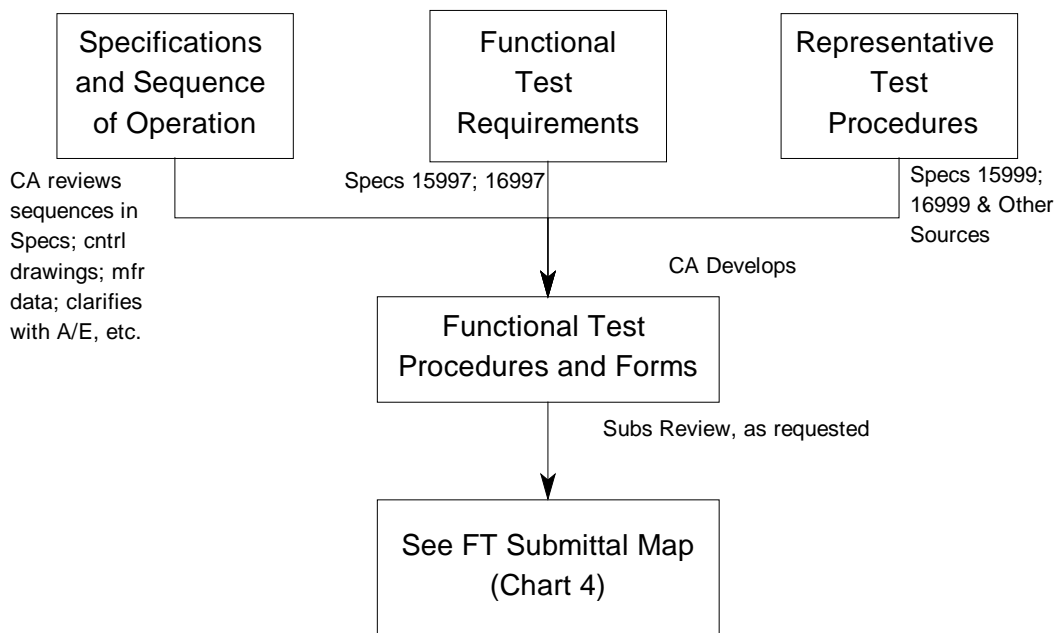 Specifications
and Sequence
of Operation
Functional
Test
Requirements
Representative
Test
Procedures
CA reviews
sequences in
Specs; cntrl
drawings; mfr
data; clarifies
with A/E, etc.
Specs 15997; 16997
Specs 15999;
16999 & Other
Sources
CA Develops
Functional Test
Procedures and Forms
Subs Review, as requested
See FT Submittal Map
(Chart 4)